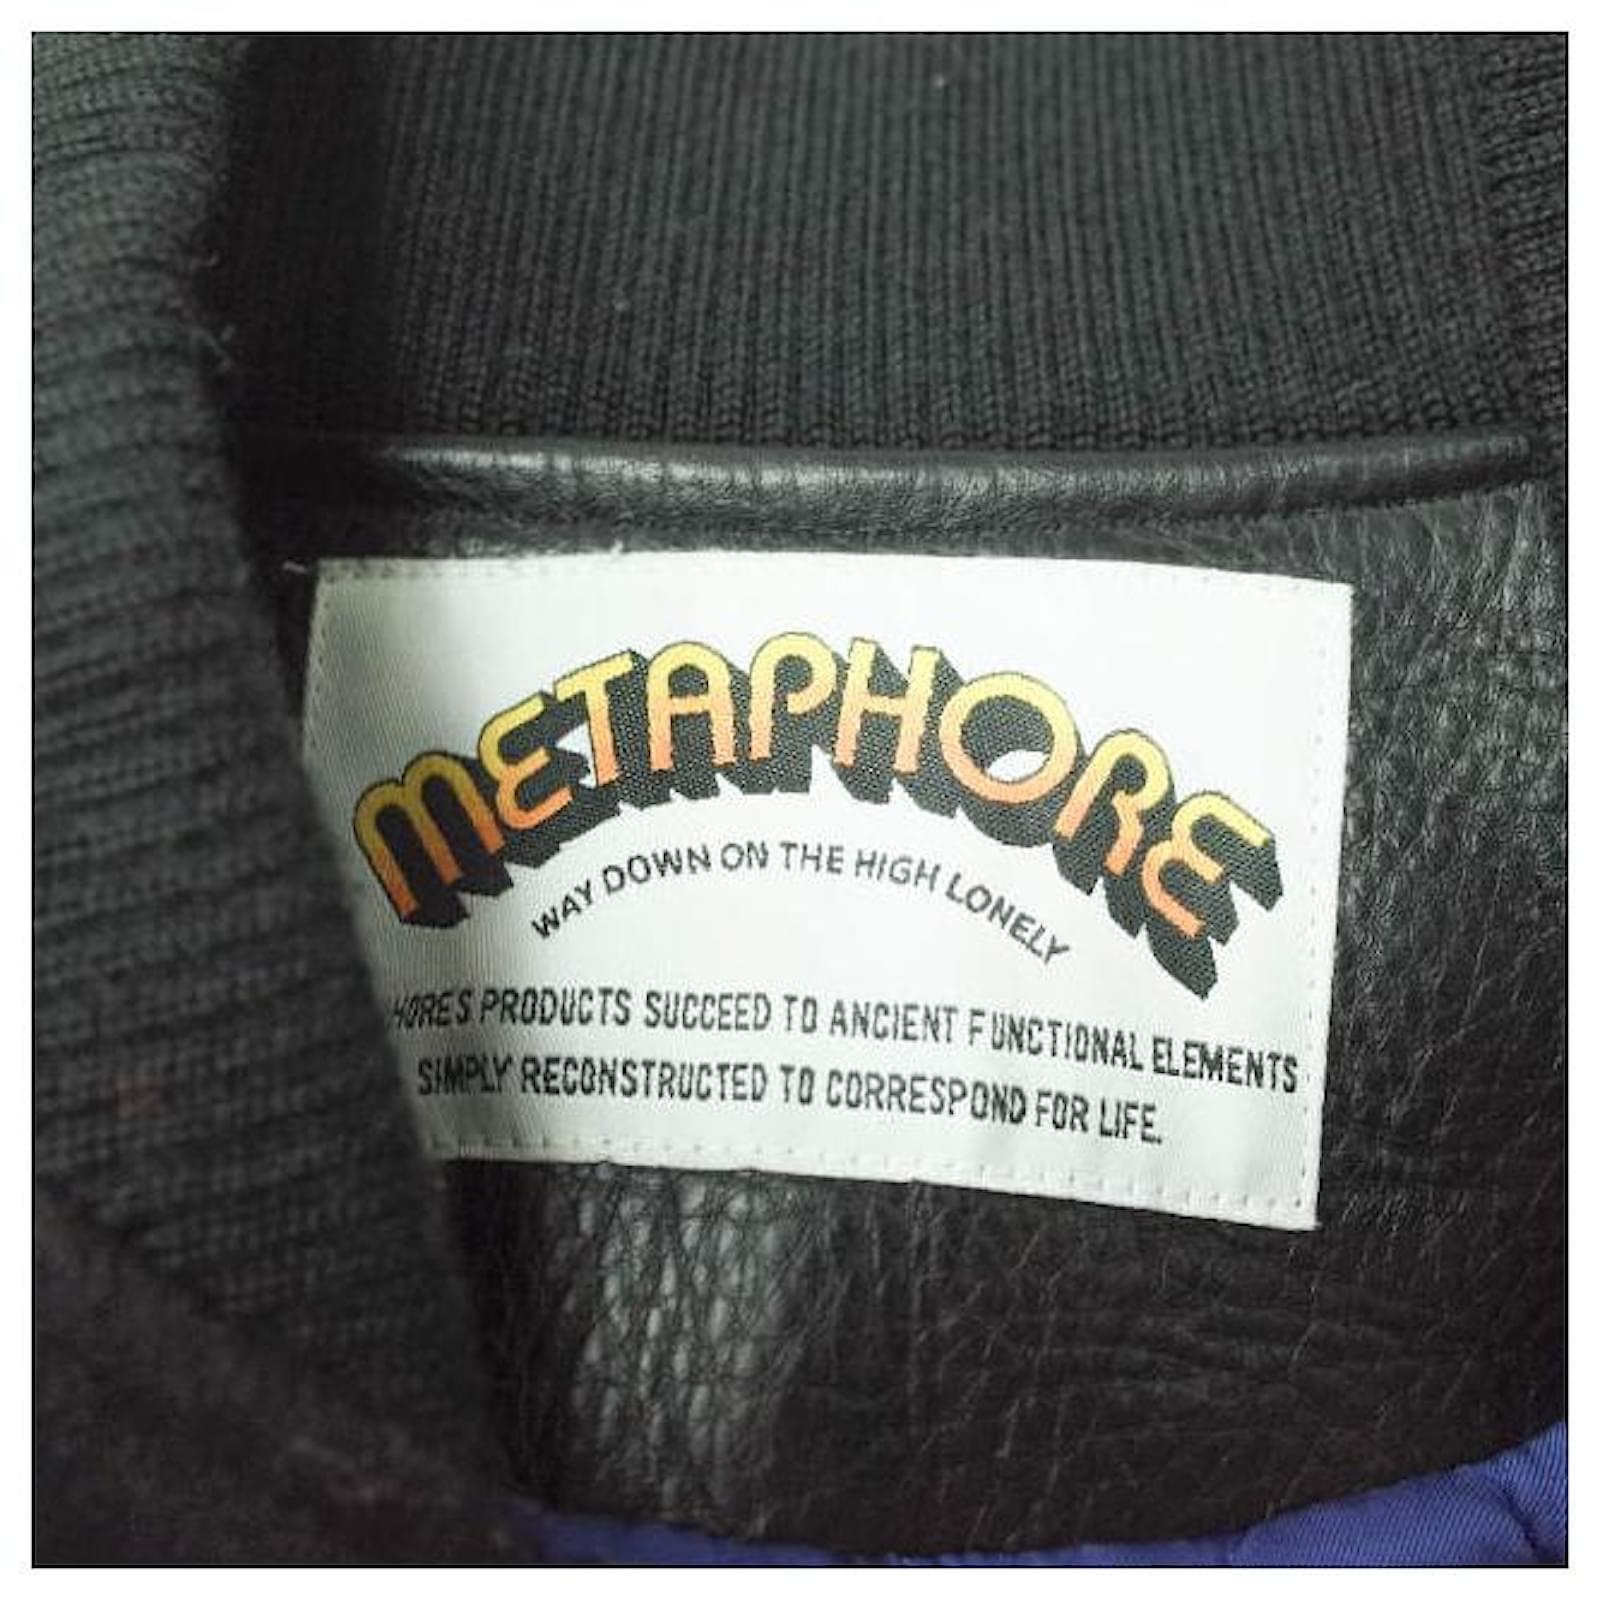 METAPHORE
WAY DOWN ON THE HIGH LONELY
HORE'S PRODUCTS SUCCEED TO ANCIENT FUNCTIONAL ELEMENTS
SIMPLY RECONSTRUCTED TO CORRESPOND FOR LIFE.